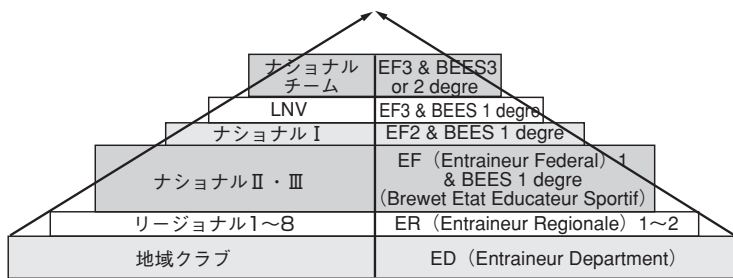 ナショナル
チーム
EF3 & BEES3
or 2 degre
LNV
EF3 & BEES 1 degre
ナショナルⅠ
EF2 & BEES 1 degre
ナショナルⅡ・Ⅲ
EF（Entraineur Federal）1
& BEES 1 degre
（Brewet Etat Educateur Sportif）
リージョナル1〜8
ER（Entraineur Regionale）1〜2
地域クラブ
ED（Entraineur Department）